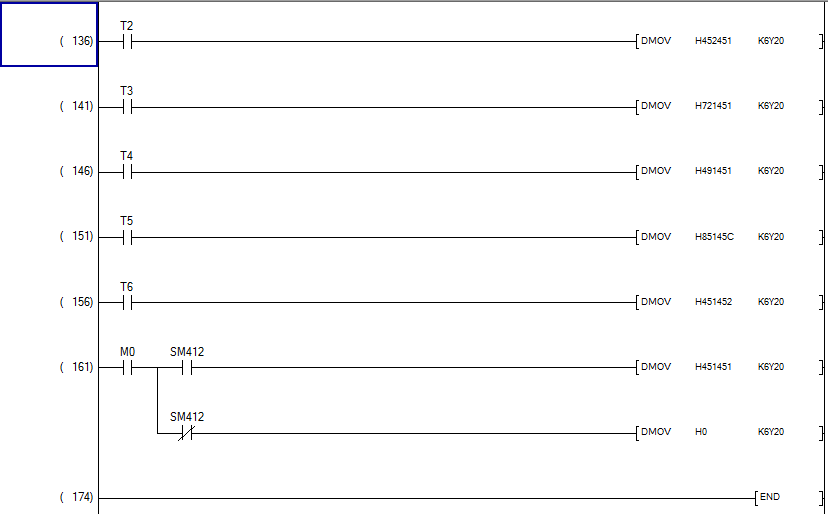 T2
( 136) DMOV H452451 K6Y20
T3
( 141) DMOV H721451 K6Y20
T4
( 146) DMOV H491451 K6Y20
T5
( 151) DMOV H85145C K6Y20
T6
( 156) DMOV H451452 K6Y20
M0 SM412
( 161) DMOV H451451 K6Y20
SM412
DMOV H0 K6Y20
( 174) END